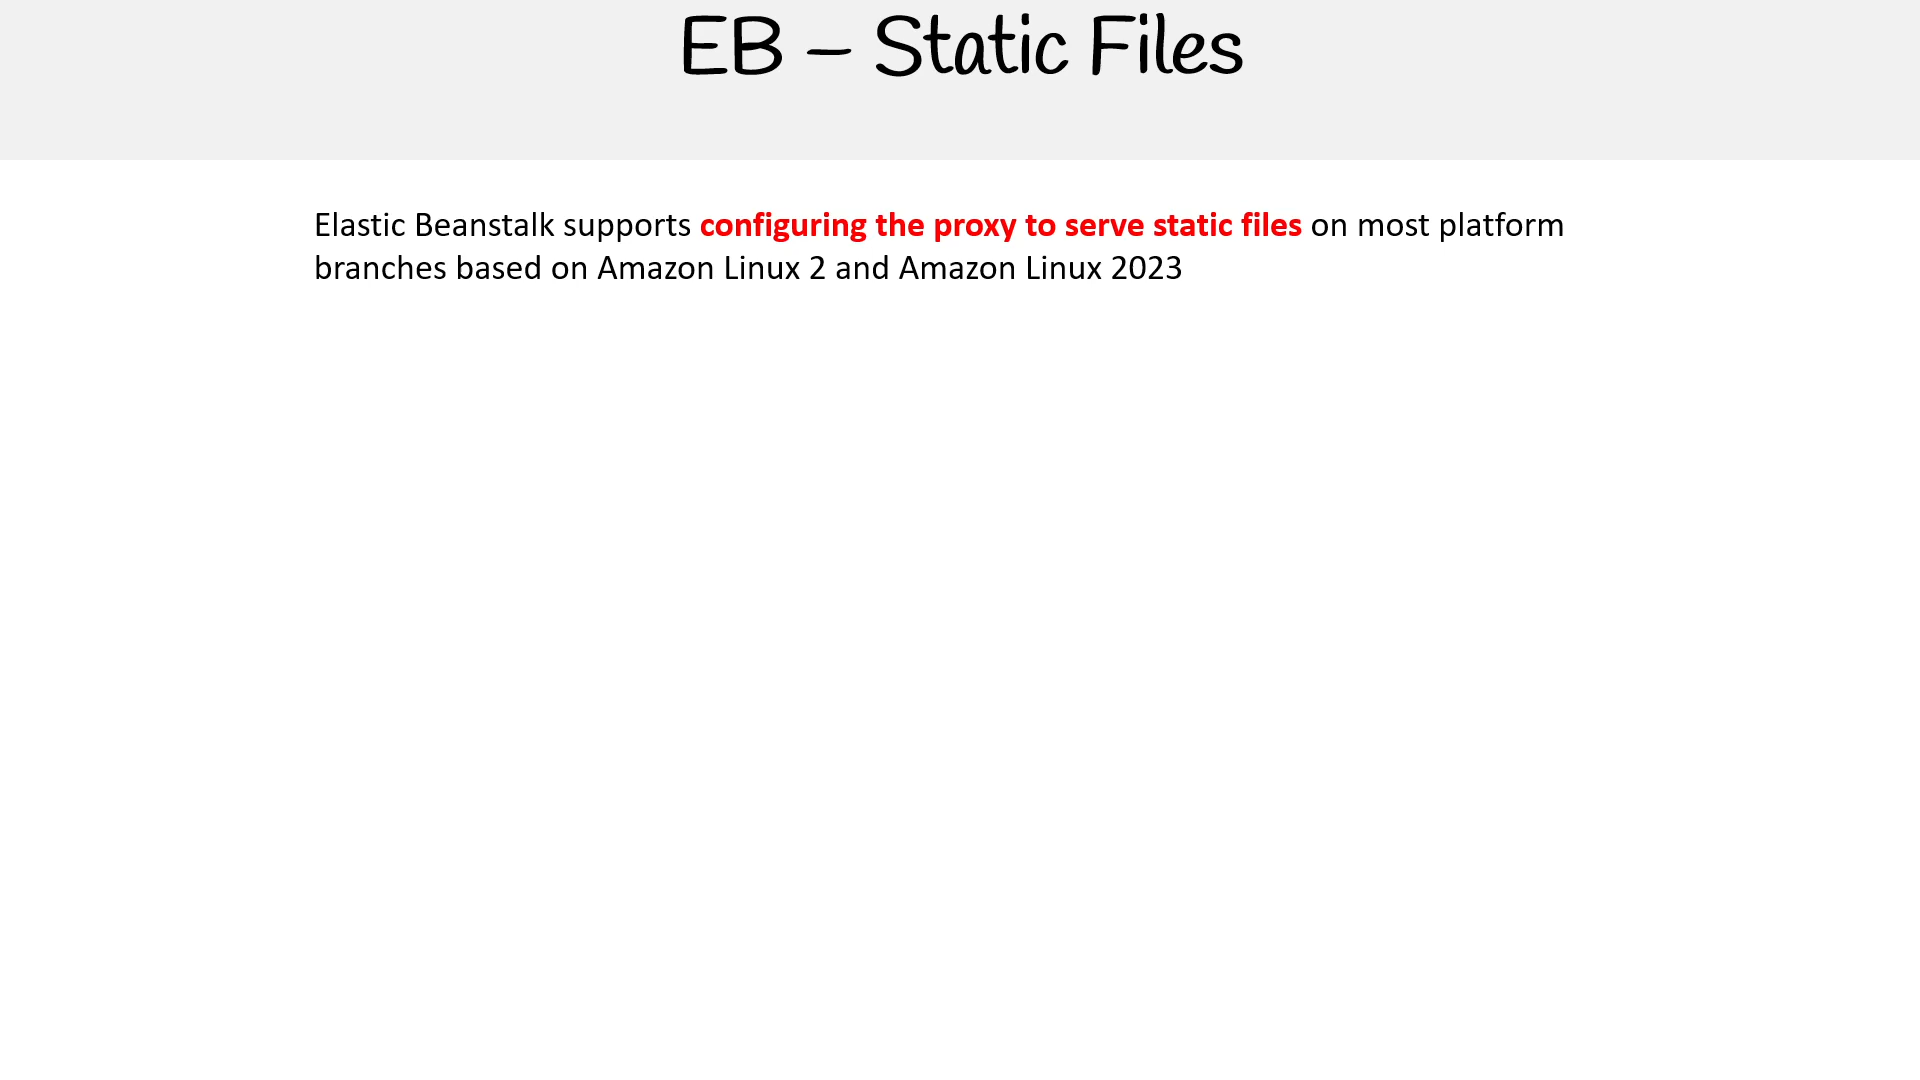 EB – Static Files
Elastic Beanstalk supports configuring the proxy to serve static files on most platform
branches based on Amazon Linux 2 and Amazon Linux 2023